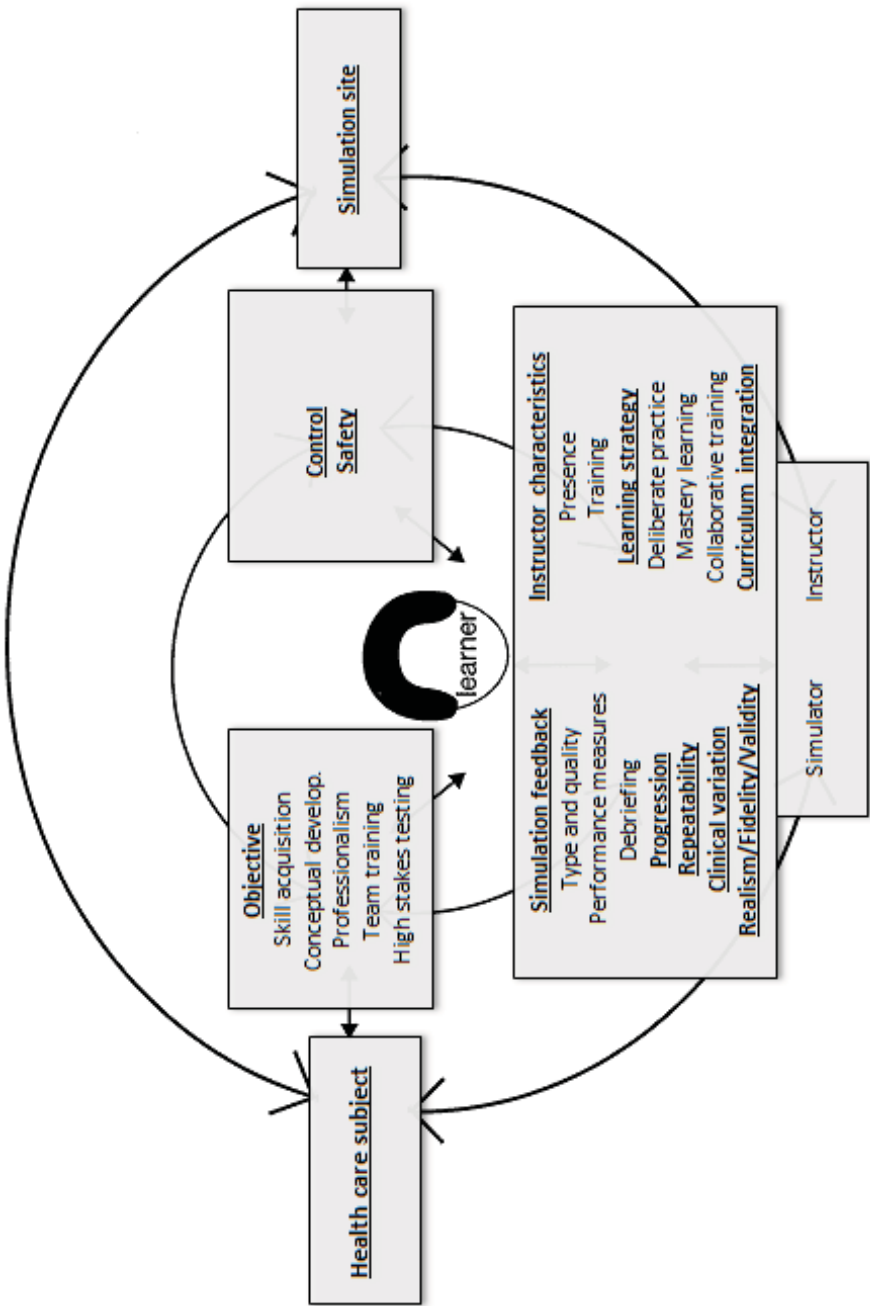 Health care subject
Objective
Skill acquisition
Conceptual develop.
Professionalism
Team training
High stakes testing
Control
Safety
Simulation site
learner
Simulation feedback
Type and quality
Performance measures
Debriefing
Progression
Repeatability
Clinical variation
Realism/Fidelity/Validity
Instructor characteristics
Presence
Training
Learning strategy
Deliberate practice
Mastery learning
Collaborative training
Curriculum integration
Simulator
Instructor